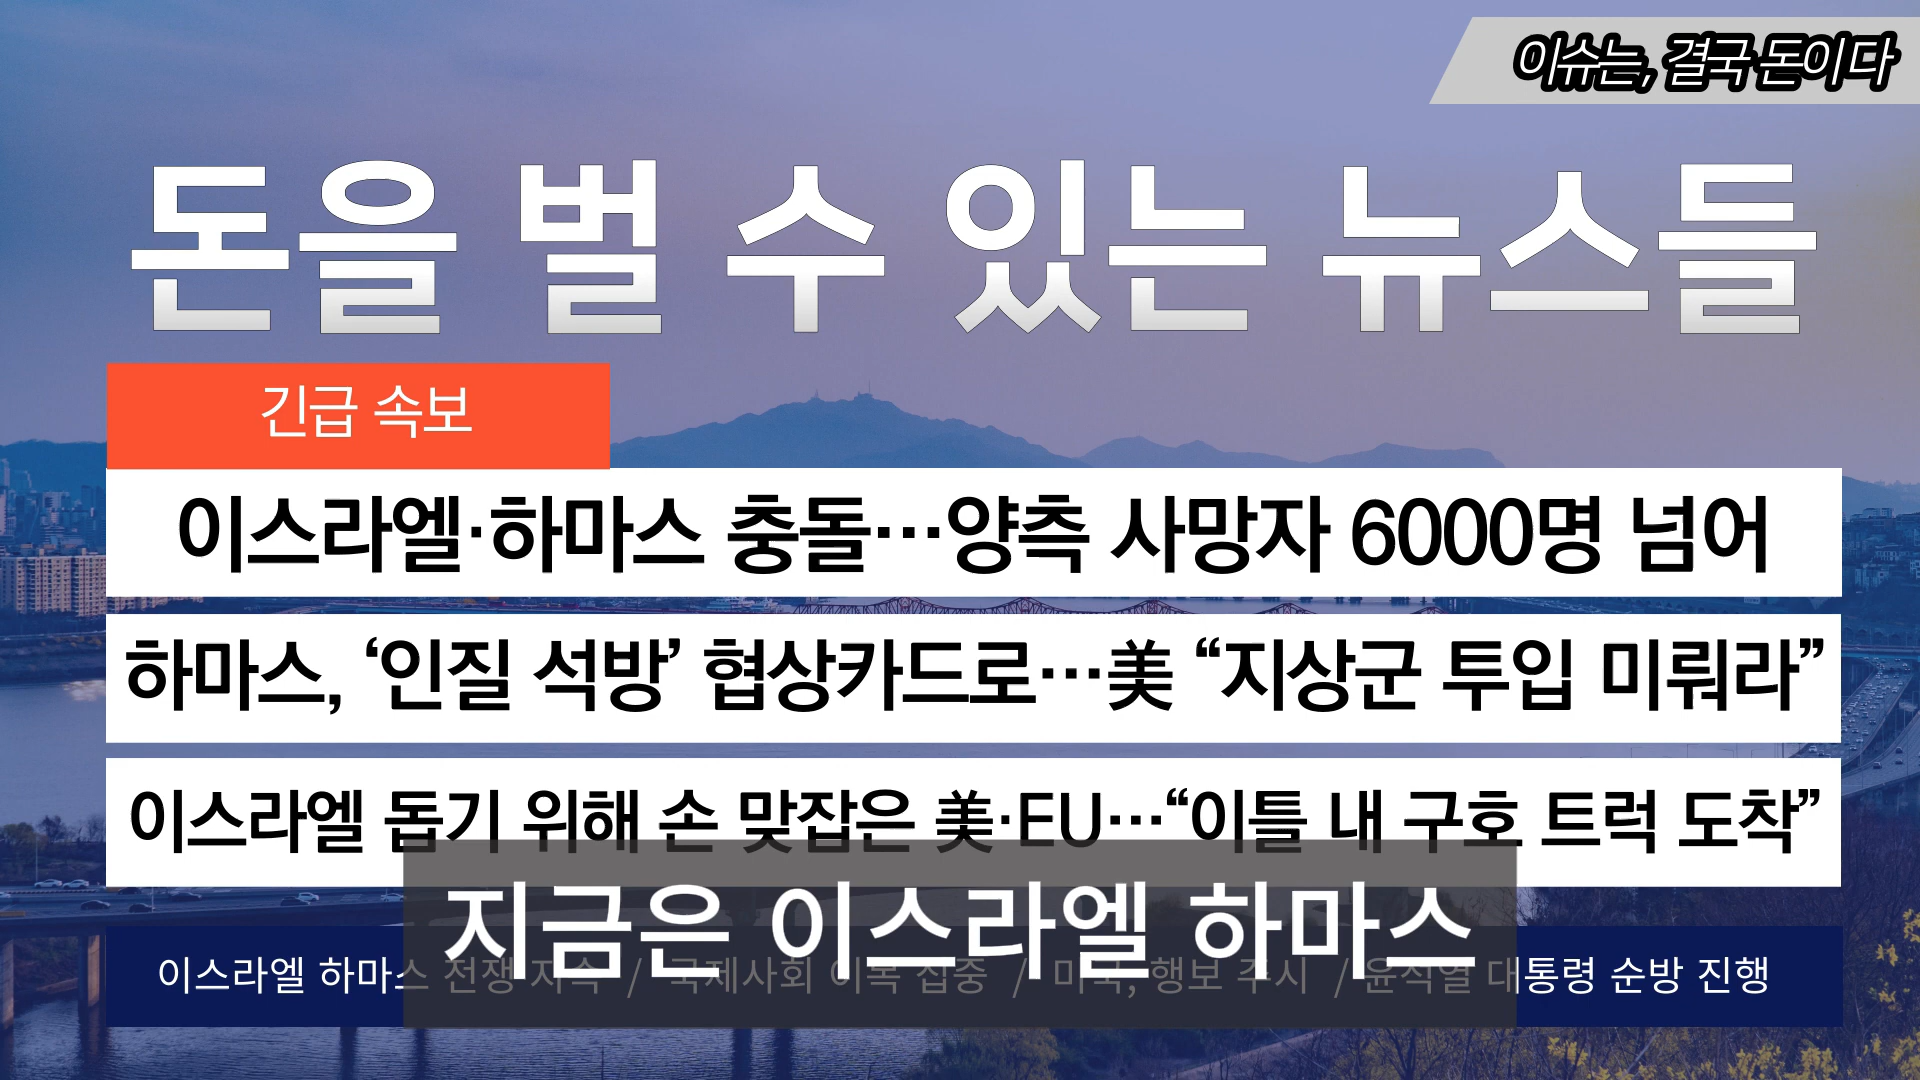 이슈는, 결국 돈이다
돈을 벌 수 있는 뉴스들
긴급 속보
이스라엘·하마스 충돌…양측 사망자 6000명 넘어
하마스, ‘인질 석방’ 협상카드로…美 “지상군 투입 미뤄라”
이스라엘 돕기 위해 손 맞잡은 美·EU…“이틀 내 구호 트럭 도착”
지금은 이스라엘 하마스
이스라엘 하마스 전쟁 지속 / 국제사회 이목 집중 / 미국, 행보 주시 / 윤석열 대통령 순방 진행